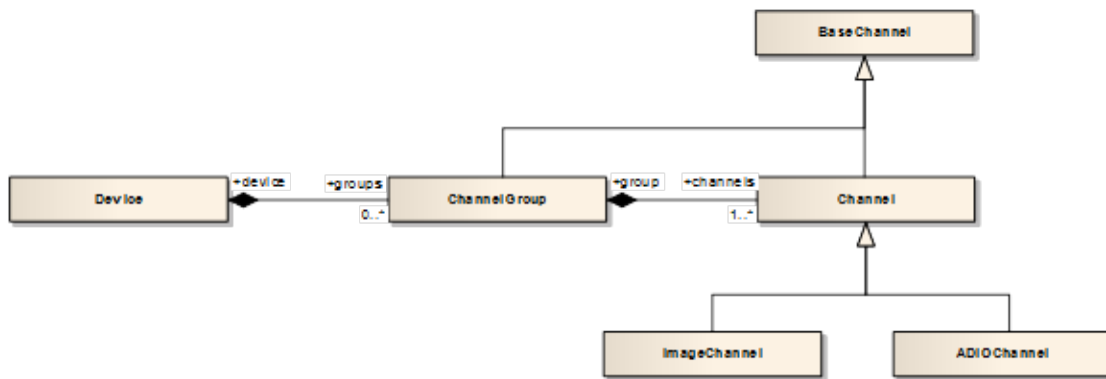 BaseChannel
+device
+groups
+group
+channels
Device
ChannelGroup
Channel
0..*
1..*
ImageChannel
ADIOChannel